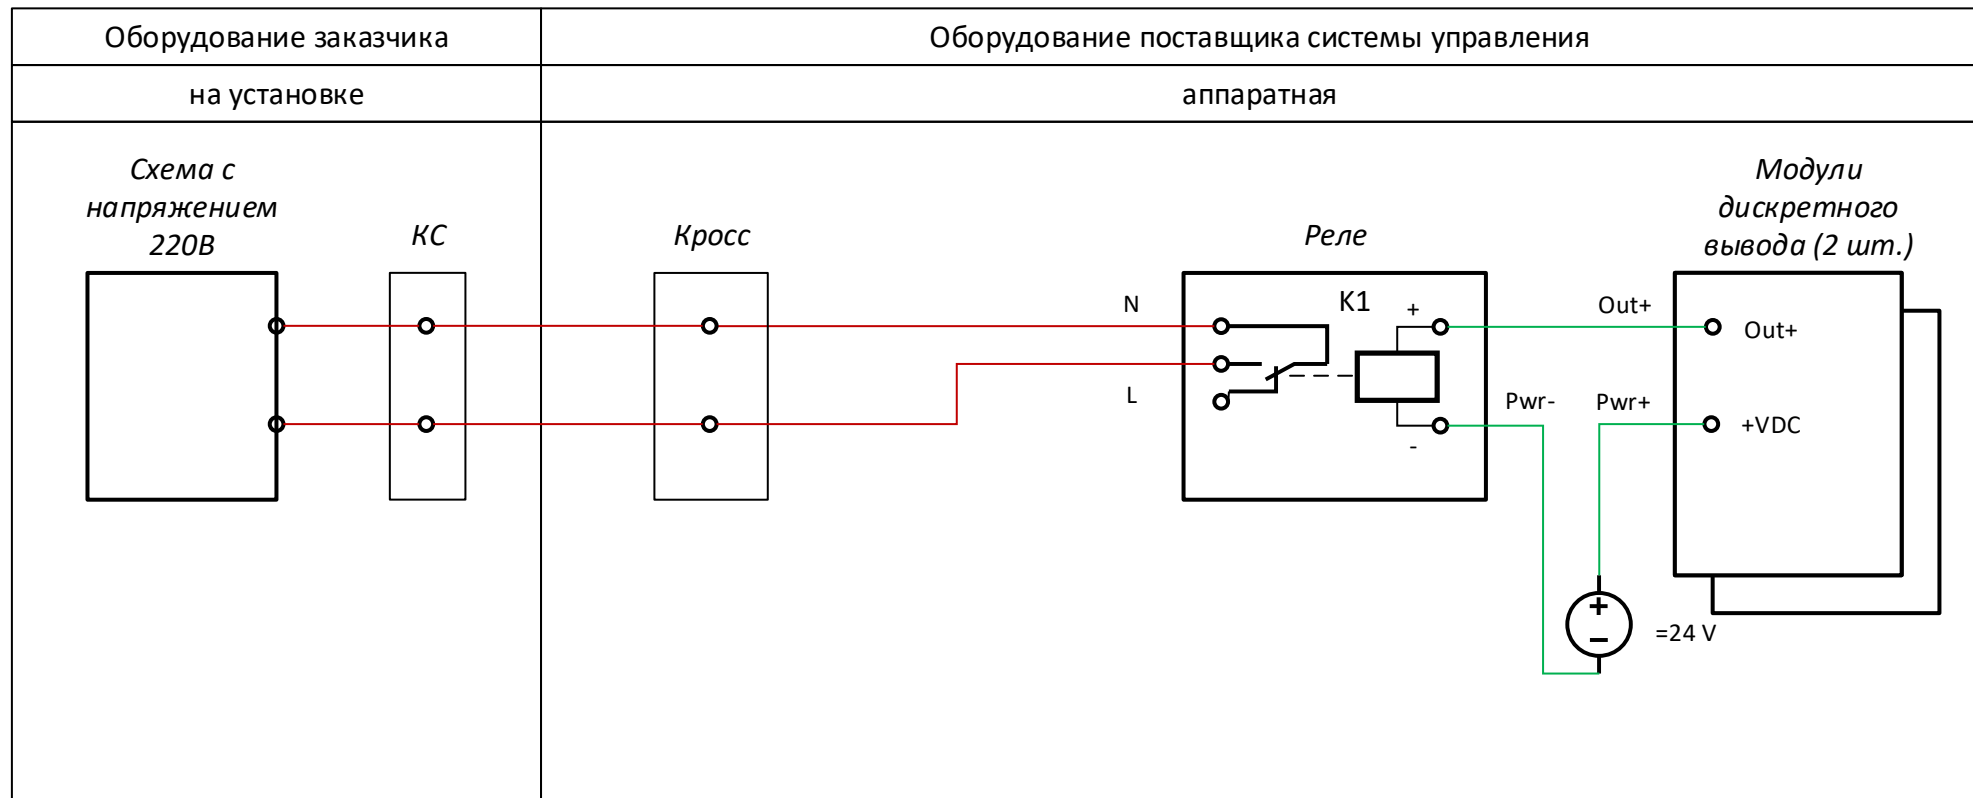 Оборудование заказчика
Оборудование поставщика системы управления
на установке
аппаратная
Схема с
напряжением
220В
КС
Кросс
Реле
Модули
дискретного
вывода (2 шт.)
N
L
K1
+
-
Out+
Pwr-
Pwr+
Out+
+VDC
=24 V